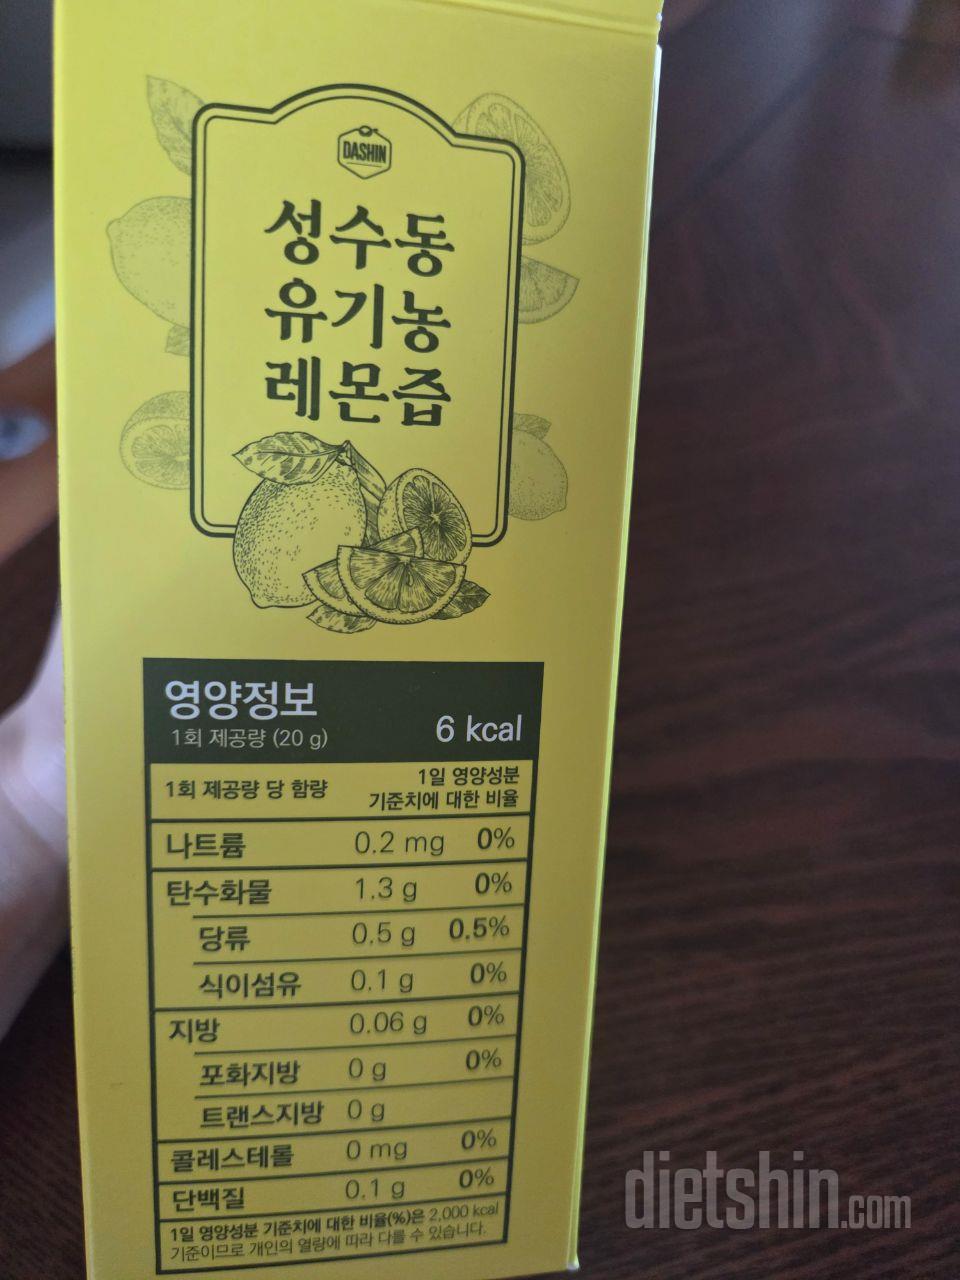 DASHIN
성수동
유기농
레몬즙
영양정보
1회 제공량 (20 g)
6 kcal
1회 제공량 당 함량
1일 영양성분
기준치에 대한 비율
나트륨 0.2 mg 0%
탄수화물 1.3 g 0%
당류 0.5 g 0.5%
식이섬유 0.1 g 0%
지방 0.06 g 0%
포화지방 0 g 0%
트랜스지방 0 g
콜레스테롤 0 mg 0%
단백질 0.1 g 0%
1일 영양성분 기준치에 대한 비율(%)은 2,000 kcal
기준이므로 개인의 열량에 따라 다를 수 있습니다.
dietshin.com